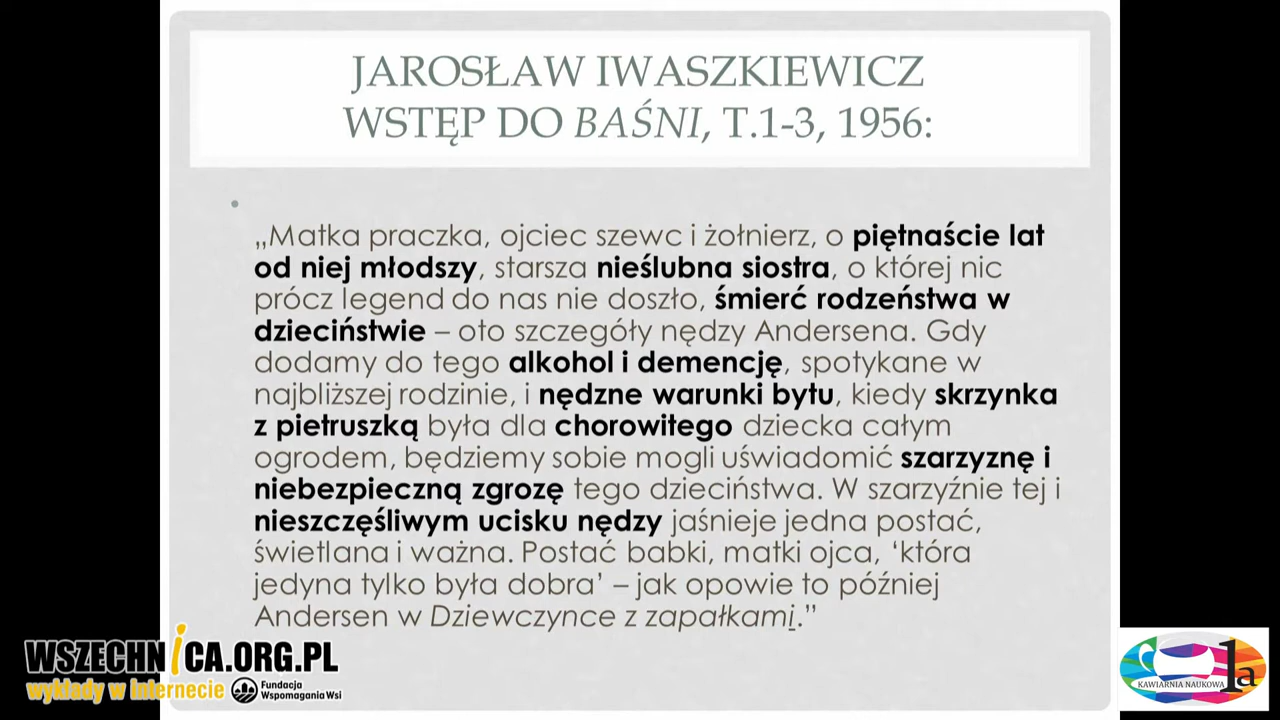 JAROSŁAW IWASZKIEWICZ
WSTĘP DO BAŚNI, T.1-3, 1956:
„Matka praczka, ojciec szewc i żołnierz, o piętnaście lat
od niej młodszy, starsza nieślubna siostra, o której nic
prócz legend do nas nie doszło, śmierć rodzeństwa w
dzieciństwie – oto szczegóły nędzy Andersena. Gdy
dodamy do tego alkohol i demencję, spotykane w
najbliższej rodzinie, i nędzne warunki bytu, kiedy skrzynka
z pietruszką była dla chorowitego dziecka całym
ogrodem, będziemy sobie mogli uświadomić szarzyznę i
niebezpieczną zgrozę tego dzieciństwa. W szarzyźnie tej i
nieszczęśliwym ucisku nędzy jaśnieje jedna postać,
świetlana i ważna. Postać babki, matki ojca, ‘która
jedyna tylko była dobra’ – jak opowie to później
Andersen w Dziewczynce z zapałkami.”
WSZECHNICA.ORG.PL
wykłady w internecie
Fundacja
Wspomagania Wsi
KAWIARNIA NAUKOWA 1a